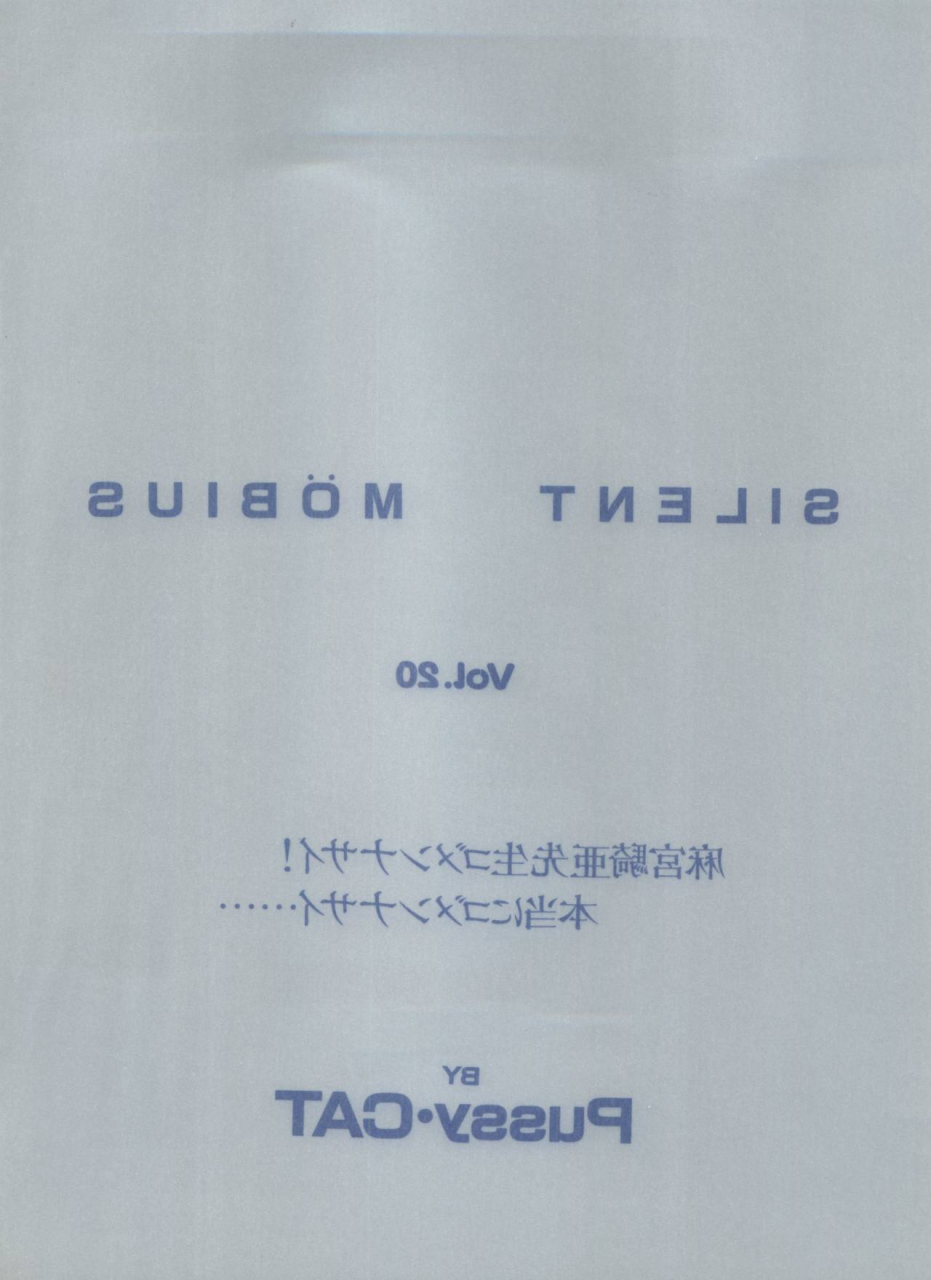 SILENT MÖBIUS
Vol.20
麻宮騎亜先生ゴメンナサイ!
本当にゴメンナサイ……
BY
Pussy・CAT